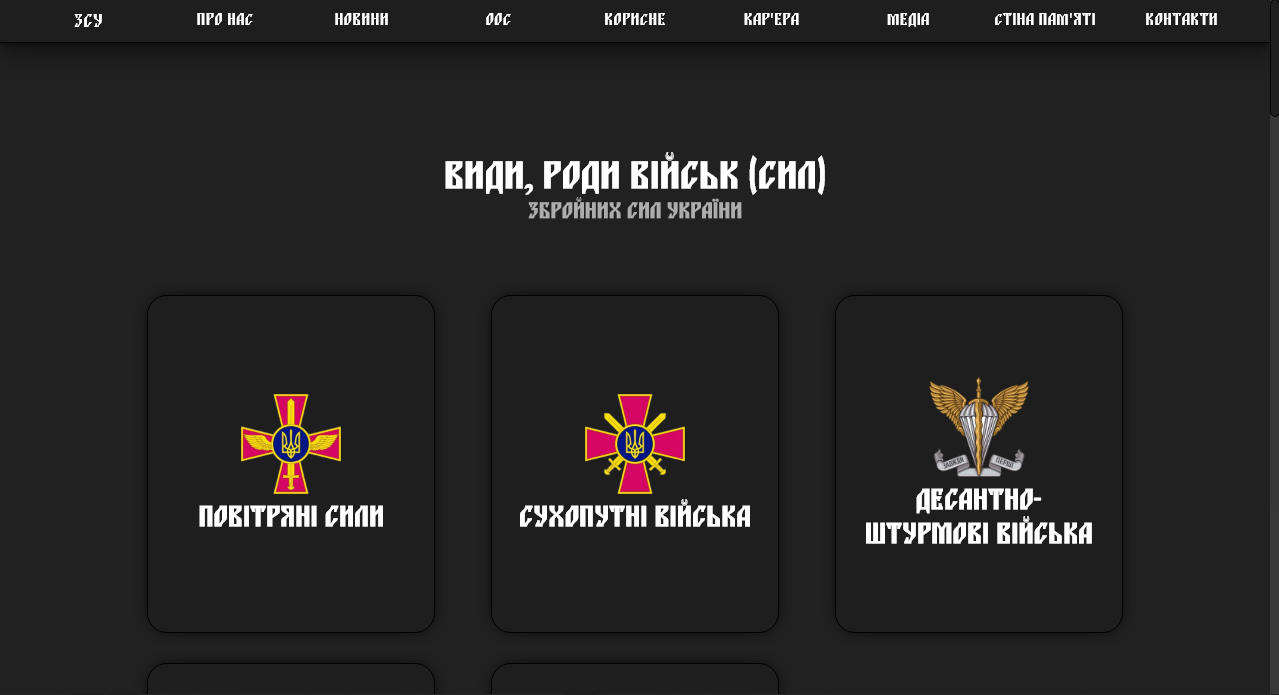 ЗСУ ПРО НАС НОВИНИ ООС КОРИСНЕ КАР'ЄРА МЕДІА СТІНА ПАМ'ЯТІ КОНТАКТИ
ВИДИ, РОДИ ВІЙСЬК (СИЛ)
ЗБРОЙНИХ СИЛ УКРАЇНИ
ПОВІТРЯНІ СИЛИ
СУХОПУТНІ ВІЙСЬКА
ЗАВЖДИ ПЕРШІ
ДЕСАНТНО-
ШТУРМОВІ ВІЙСЬКА